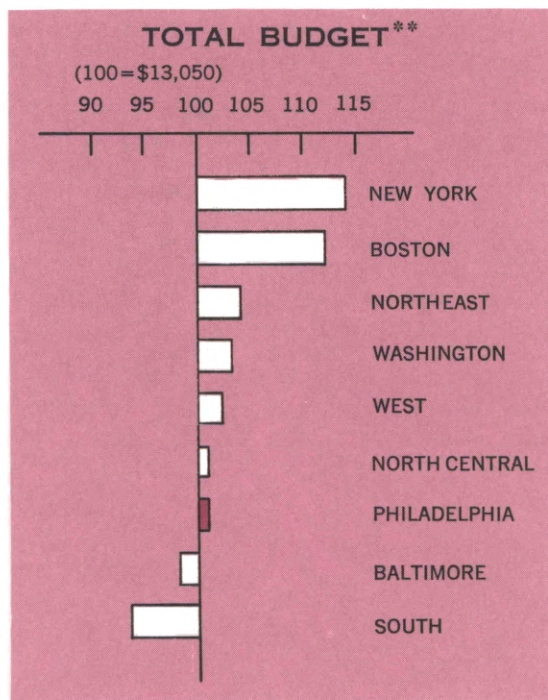 TOTAL BUDGET**
(100=$13,050)
90 95 100 105 110 115
NEW YORK
BOSTON
NORTHEAST
WASHINGTON
WEST
NORTH CENTRAL
PHILADELPHIA
BALTIMORE
SOUTH